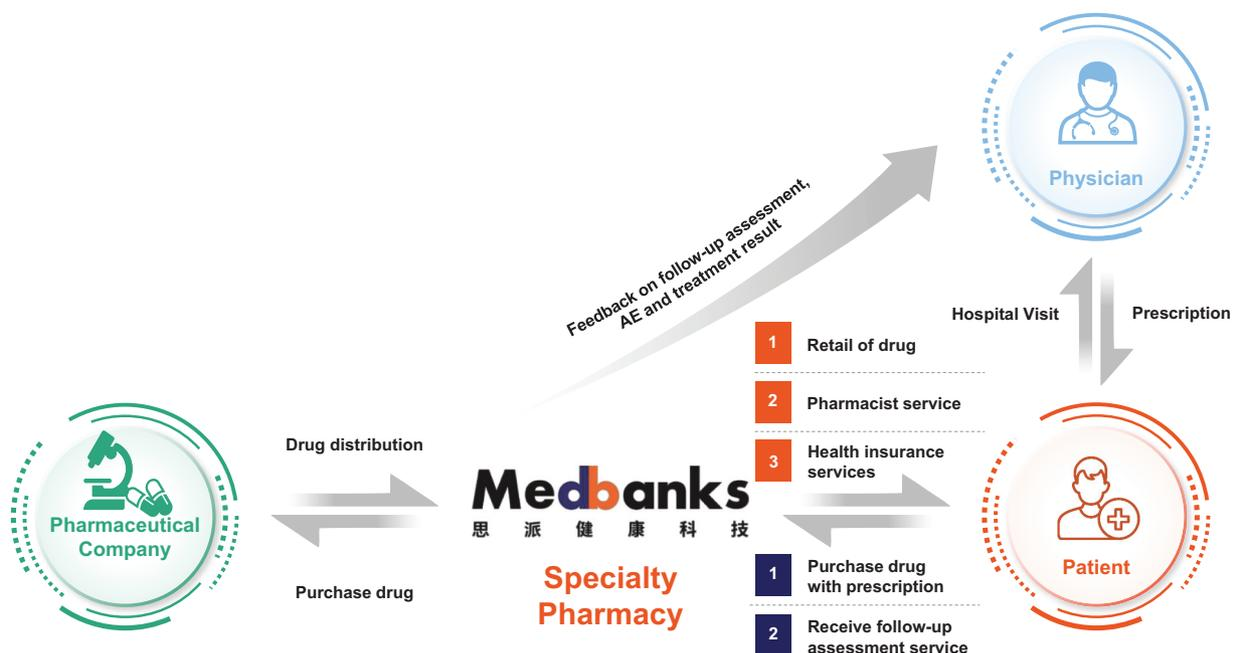 Physician
Feedback on follow-up assessment,
AE and treatment result
Hospital Visit
Prescription
1
Retail of drug
2
Pharmacist service
3
Health insurance
services
Drug distribution
Pharmaceutical
Company
Medbanks
思派健康科技
Specialty
Pharmacy
Purchase drug
Patient
1
Purchase drug
with prescription
2
Receive follow-up
assessment service